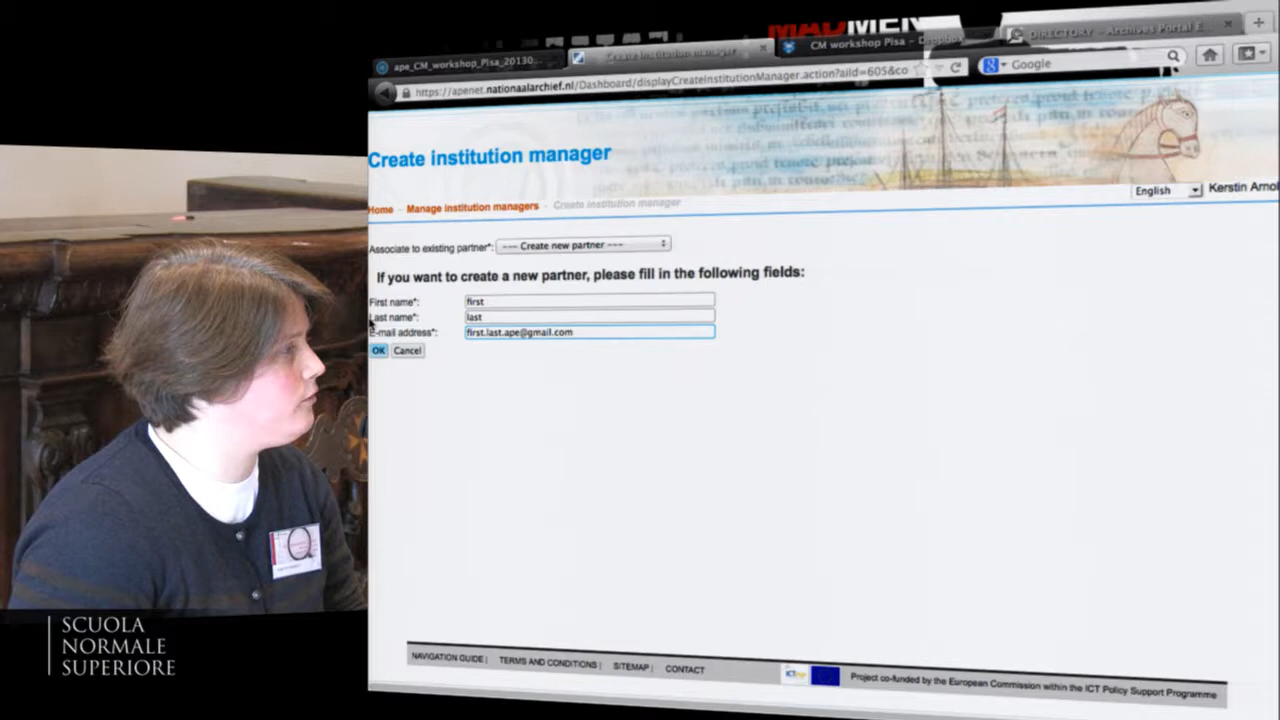 MADMEN
ape_CM_workshop_Pisa_20130...
Create institution manager
CM workshop Pisa – Dropbox
DIRECTORY – Archives Portal E...
https://apenet.nationaalarchief.nl/Dashboard/displayCreateInstitutionManager.action?aiId=605&co
Google
Create institution manager
English
Kerstin Arnol
Home - Manage institution managers - Create institution manager
Associate to existing partner*: --- Create new partner ---
If you want to create a new partner, please fill in the following fields:
First name*: first
Last name*: last
E-mail address*: first.last.ape@gmail.com
OK Cancel
SCUOLA
NORMALE
SUPERIORE
NAVIGATION GUIDE | TERMS AND CONDITIONS | SITEMAP | CONTACT
Project co-funded by the European Commission within the ICT Policy Support Programme